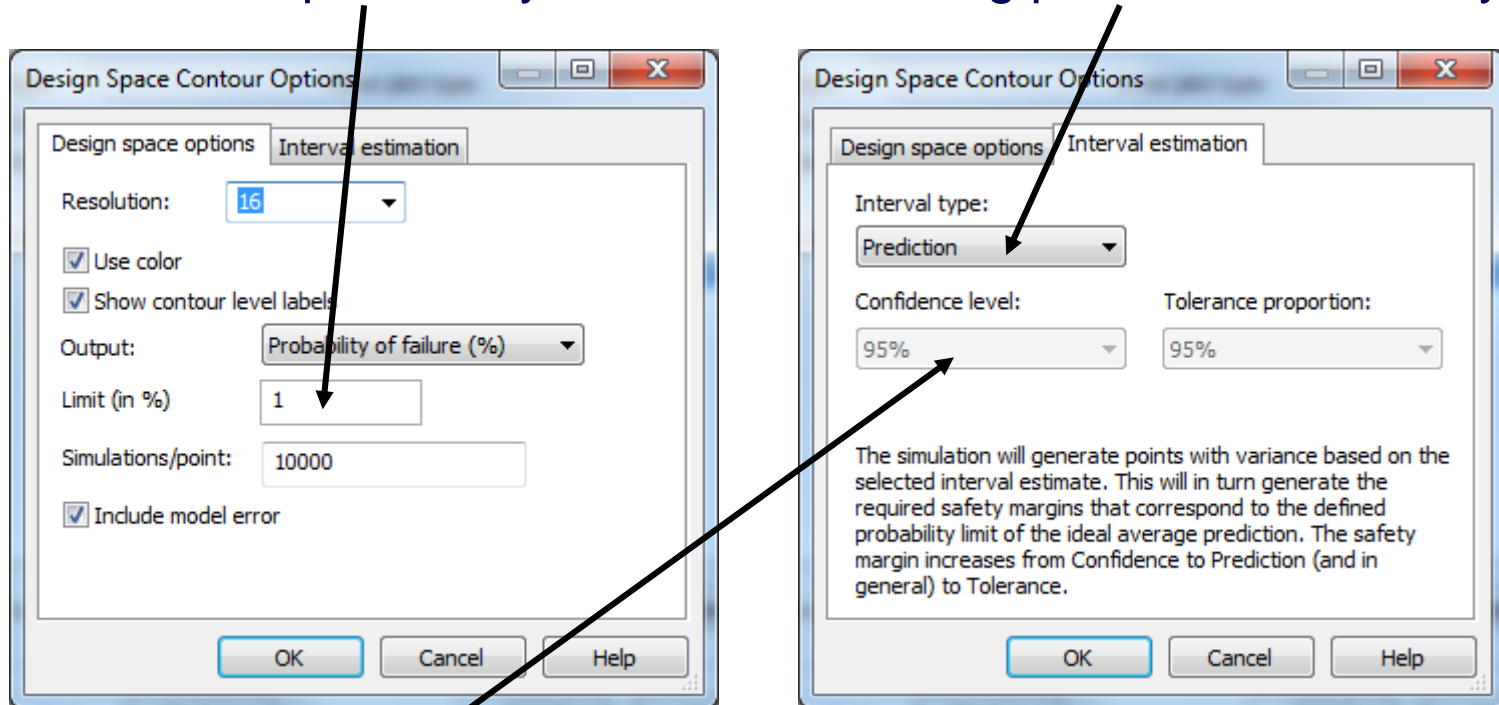 Design Space Contour Options
Design space options Interval estimation
Resolution: 16
Use color
Show contour level labels
Output: Probability of failure (%)
Limit (in %) 1
Simulations/point: 10000
Include model error
OK Cancel Help
Design Space Contour Options
Design space options Interval estimation
Interval type:
Prediction
Confidence level: Tolerance proportion:
95% 95%
The simulation will generate points with variance based on the
selected interval estimate. This will in turn generate the
required safety margins that correspond to the defined
probability limit of the ideal average prediction. The safety
margin increases from Confidence to Prediction (and in
general) to Tolerance.
OK Cancel Help